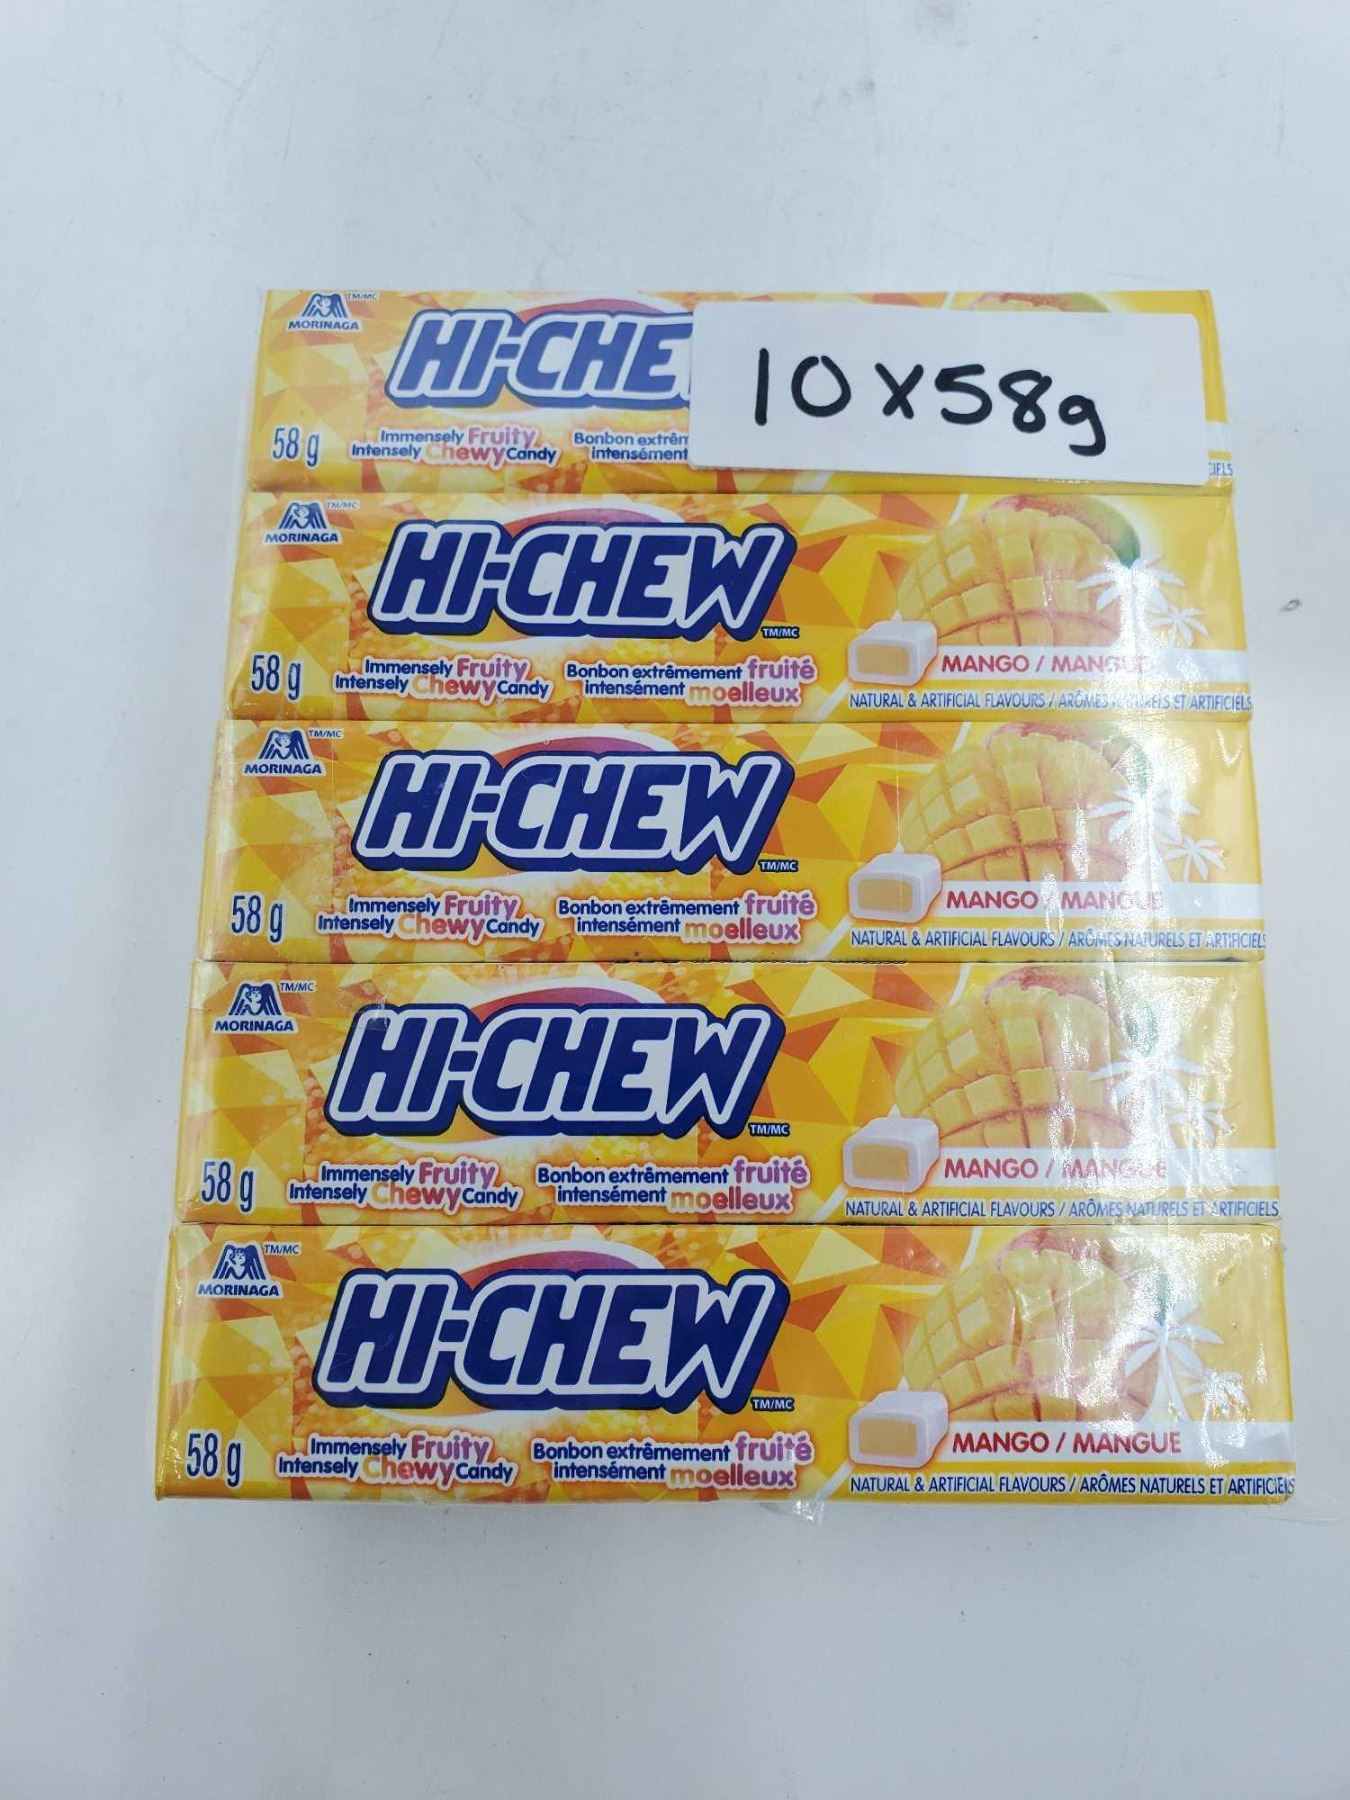 TM/MC
MORINAGA
HI-CHE
10x58g
58 g
Immensely Fruity
Intensely Chewy Candy
Bonbon extrêm
intensément
CIELS
TM/MC
MORINAGA
HI-CHEW
TM/MC
58 g
Immensely Fruity
Intensely Chewy Candy
Bonbon extrêmement fruité
intensément moelleux
MANGO / MANGUE
NATURAL & ARTIFICIAL FLAVOURS / ARÔMES NATURELS ET ARTIFICIELS
TM/MC
MORINAGA
HI-CHEW
TM/MC
58 g
Immensely Fruity
Intensely Chewy Candy
Bonbon extrêmement fruité
intensément moelleux
MANGO / MANGUE
NATURAL & ARTIFICIAL FLAVOURS / ARÔMES NATURELS ET ARTIFICIELS
TM/MC
MORINAGA
HI-CHEW
TM/MC
58 g
Immensely Fruity
Intensely Chewy Candy
Bonbon extrêmement fruité
intensément moelleux
MANGO / MANGUE
NATURAL & ARTIFICIAL FLAVOURS / ARÔMES NATURELS ET ARTIFICIELS
TM/MC
MORINAGA
HI-CHEW
TM/MC
58 g
Immensely Fruity
Intensely Chewy Candy
Bonbon extrêmement fruité
intensément moelleux
MANGO / MANGUE
NATURAL & ARTIFICIAL FLAVOURS / ARÔMES NATURELS ET ARTIFICIELS